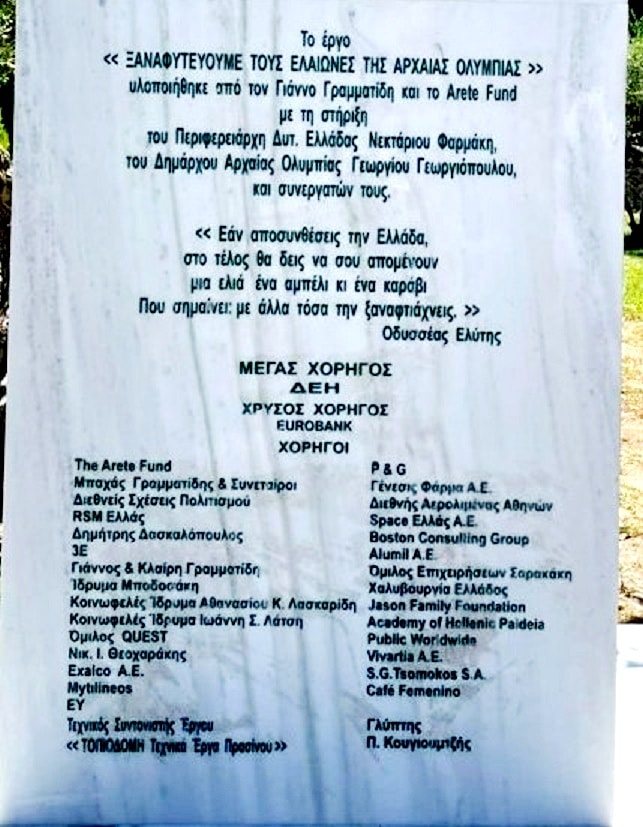 Το έργο
<< ΞΑΝΑΦΥΤΕΥΟΥΜΕ ΤΟΥΣ ΕΛΑΙΩΝΕΣ ΤΗΣ ΑΡΧΑΙΑΣ ΟΛΥΜΠΙΑΣ >>
υλοποιήθηκε από τον Γιάννο Γραμματίδη και το Arete Fund
με τη στήριξη
του Περιφερειάρχη Δυτ. Ελλάδας Νεκτάριου Φαρμάκη,
του Δημάρχου Αρχαίας Ολυμπίας Γεωργίου Γεωργιόπουλου,
και συνεργατών τους.
<< Εάν αποσυνθέσεις την Ελλάδα,
στο τέλος θα δεις να σου απομένουν
μια ελιά ένα αμπέλι κι ένα καράβι
Που σημαίνει: με άλλα τόσα την ξαναφτιάχνεις. >>
Οδυσσέας Ελύτης
ΜΕΓΑΣ ΧΟΡΗΓΟΣ
ΔΕΗ
ΧΡΥΣΟΣ ΧΟΡΗΓΟΣ
EUROBANK
ΧΟΡΗΓΟΙ
The Arete Fund
Μπαχάς Γραμματίδης & Συνεταίροι
Διεθνείς Σχέσεις Πολιτισμού
RSM Ελλάς
Δημήτρης Δασκαλόπουλος
3Ε
Γιάννος & Κλαίρη Γραμματίδη
Ίδρυμα Μποδοσάκη
Κοινωφελές Ίδρυμα Αθανασίου Κ. Λασκαρίδη
Κοινωφελές Ίδρυμα Ιωάννη Σ. Λάτση
Όμιλος QUEST
Νικ. Ι. Θεοχαράκης
Exalco A.E.
Mytilineos
EY
P & G
Γένεσις Φάρμα Α.Ε.
Διεθνής Αερολιμένας Αθηνών
Space Ελλάς Α.Ε.
Boston Consulting Group
Alumil A.E.
Όμιλος Επιχειρήσεων Σαρακάκη
Χαλυβουργία Ελλάδος
Jason Family Foundation
Academy of Hellenic Paideia
Public Worldwide
Vivartia A.E.
S.G.Tsomokos S.A.
Café Femenino
Τεχνικός Συντονιστής Έργου
<< ΤΟΠΙΟΔΟΜΗ Τεχνικά Έργα Πρασίνου >>
Γλύπτης
Π. Κουγιουμτζής